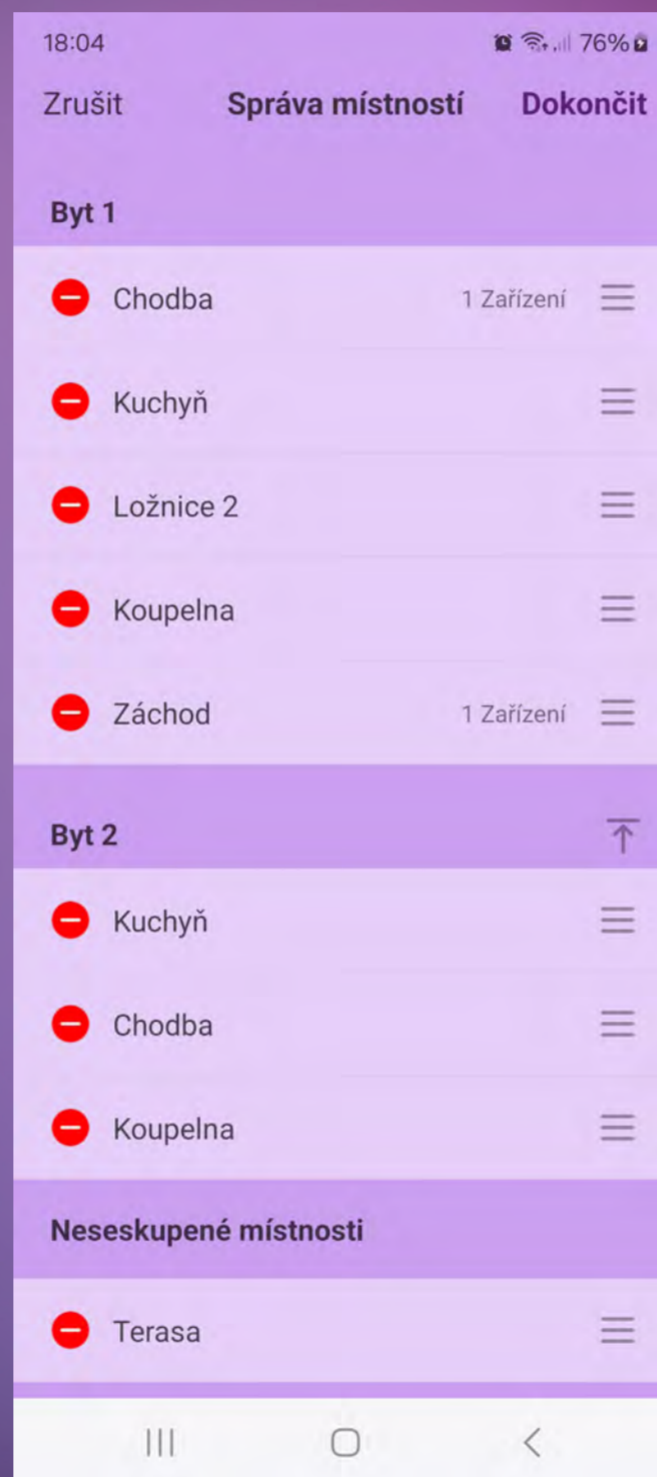 18:04 76%
Zrušit Správa místností Dokončit
Byt 1
Chodba 1 Zařízení
Kuchyň
Ložnice 2
Koupelna
Záchod 1 Zařízení
Byt 2
Kuchyň
Chodba
Koupelna
Neseskupené místnosti
Terasa